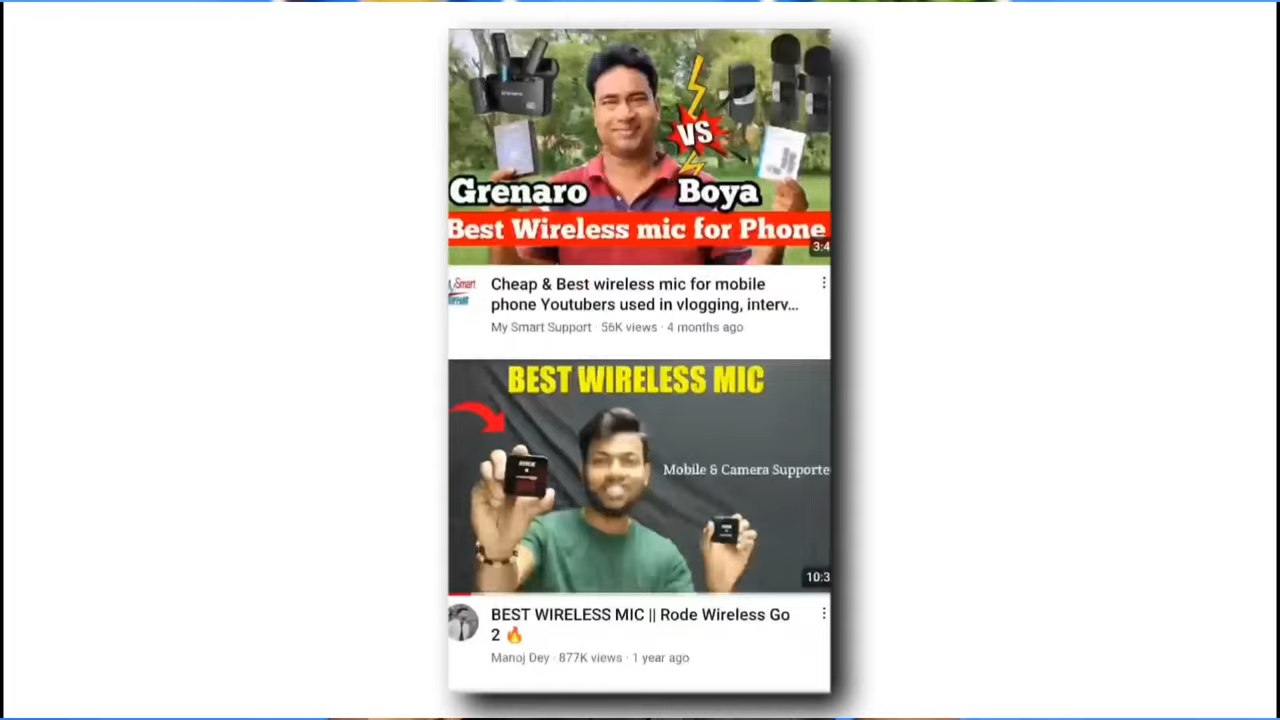 VS
Grenaro
Boya
Best Wireless mic for Phone
3:4
Smart
Cheap & Best wireless mic for mobile
phone Youtubers used in vlogging, interv...
My Smart Support · 56K views · 4 months ago
BEST WIRELESS MIC
RODE
Mobile & Camera Supporte
10:3
BEST WIRELESS MIC || Rode Wireless Go
2 🔥
Manoj Dey · 877K views · 1 year ago